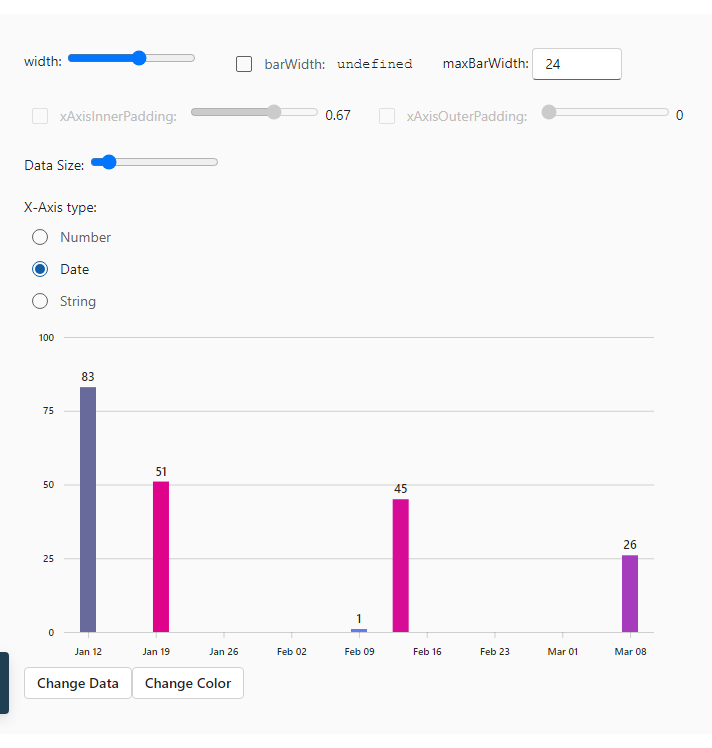 width: barWidth: undefined maxBarWidth: 24
xAxisInnerPadding: 0.67 xAxisOuterPadding: 0
Data Size:
X-Axis type:
Number
Date
String
100
83
75
51
50
45
26
25
1
0
Jan 12 Jan 19 Jan 26 Feb 02 Feb 09 Feb 16 Feb 23 Mar 01 Mar 08
Change Data Change Color